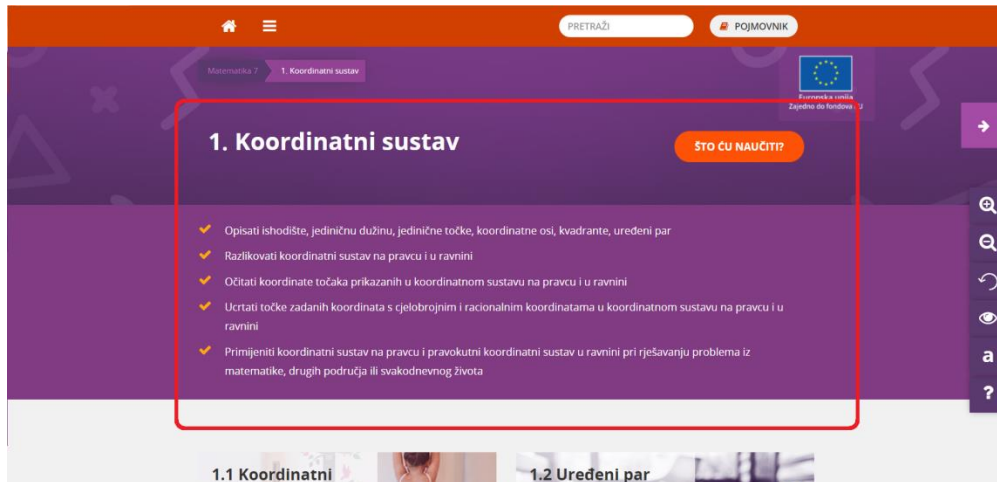 PRETRAŽI
POJMOVNIK
Matematika 7
1. Koordinatni sustav
Europska unija
Zajedno do fondova EU
1. Koordinatni sustav
ŠTO ĆU NAUČITI?
Opisati ishodište, jediničnu dužinu, jedinične točke, koordinatne osi, kvadrante, uređeni par
Razlikovati koordinatni sustav na pravcu i u ravnini
Očitati koordinate točaka prikazanih u koordinatnom sustavu na pravcu i u ravnini
Ucrtati točke zadanih koordinata s cjelobrojnim i racionalnim koordinatama u koordinatnom sustavu na pravcu i u
ravnini
Primijeniti koordinatni sustav na pravcu i pravokutni koordinatni sustav u ravnini pri rješavanju problema iz
matematike, drugih područja ili svakodnevnog života
a
?
1.1 Koordinatni
1.2 Uređeni par